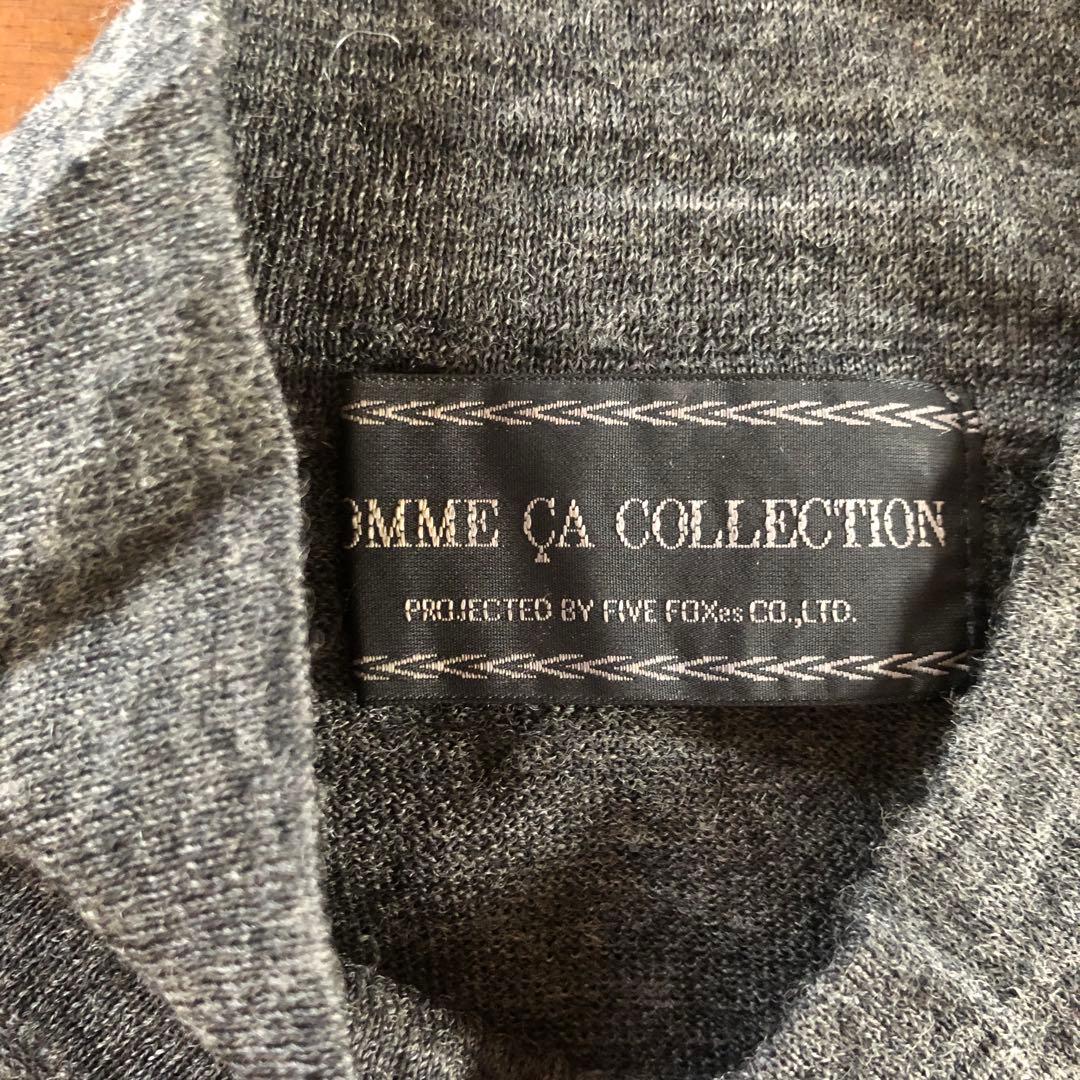 OMME ÇA COLLECTION
PROJECTED BY FIVE FOXes CO.,LTD.